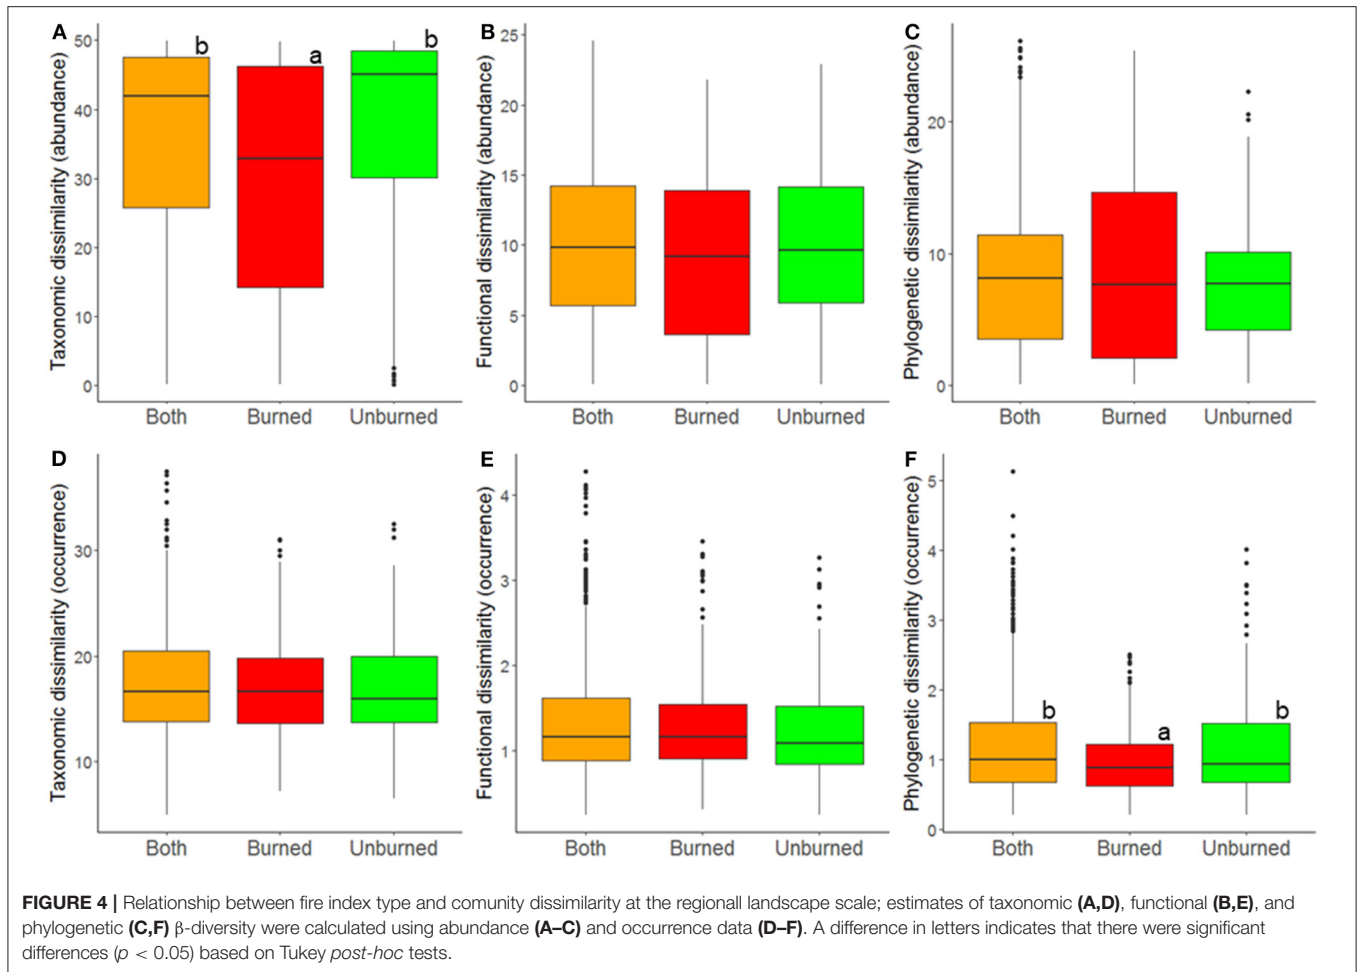 A
Taxonomic dissimilarity (abundance)
50
40
30
20
10
0
b
a
b
Both Burned Unburned
B
Functional dissimilarity (abundance)
25
20
15
10
5
0
Both Burned Unburned
C
Phylogenetic dissimilarity (abundance)
20
10
0
Both Burned Unburned
D
Taxonomic dissimilarity (occurrence)
30
20
10
Both Burned Unburned
E
Functional dissimilarity (occurrence)
4
3
2
1
Both Burned Unburned
F
Phylogenetic dissimilarity (occurrence)
5
4
3
2
1
0
b
a
b
Both Burned Unburned
FIGURE 4 | Relationship between fire index type and comunity dissimilarity at the regionall landscape scale; estimates of taxonomic (A,D), functional (B,E), and
phylogenetic (C,F) β-diversity were calculated using abundance (A–C) and occurrence data (D–F). A difference in letters indicates that there were significant
differences (p < 0.05) based on Tukey post-hoc tests.